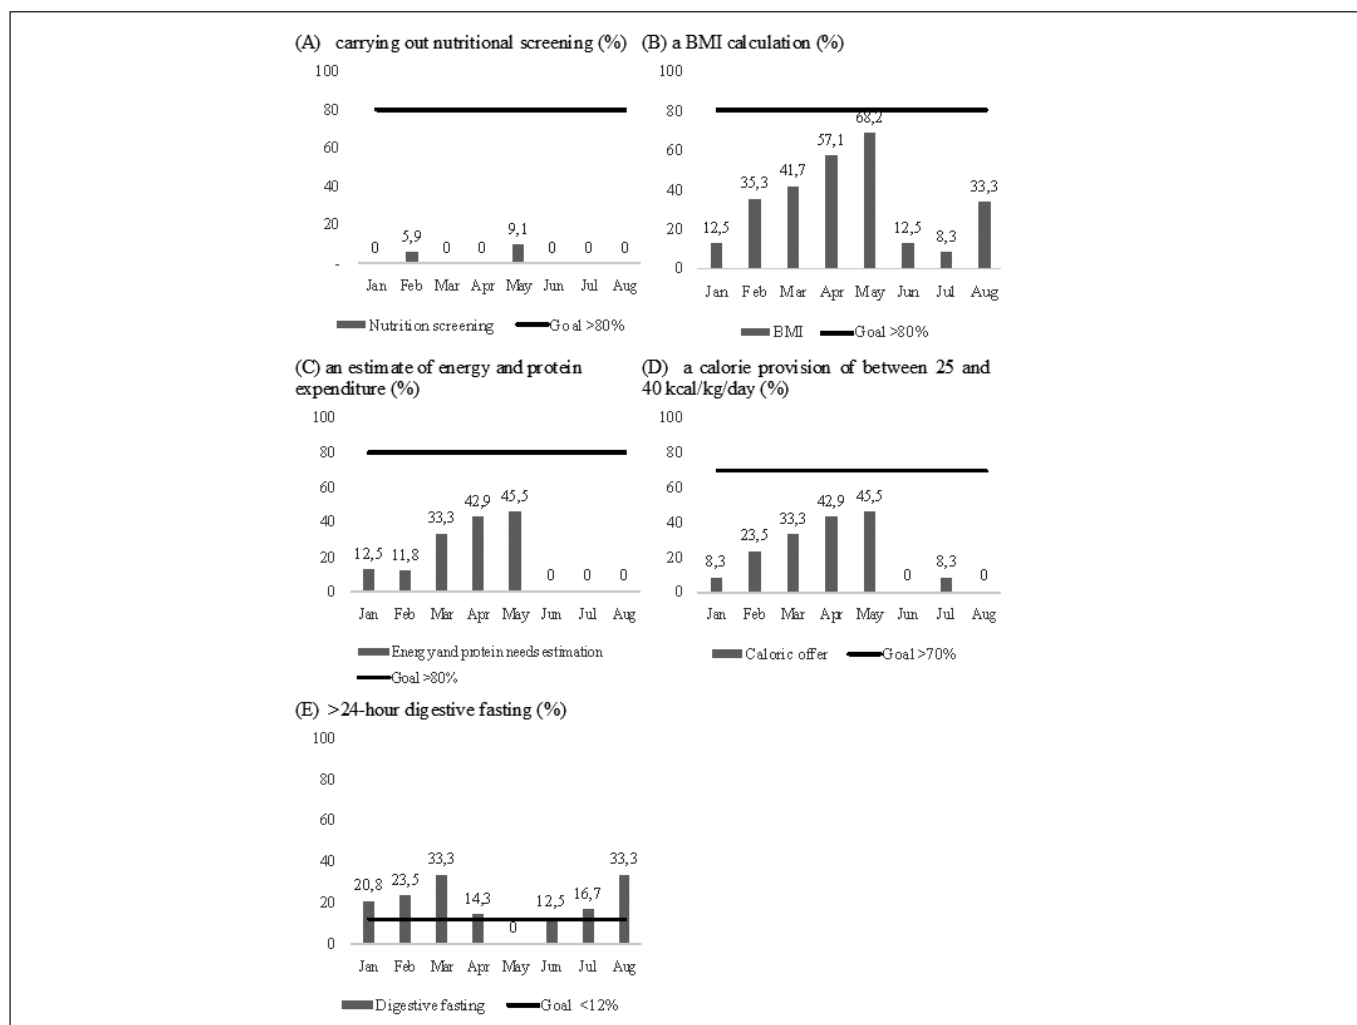 (A) carrying out nutritional screening (%)
100
80
60
40
20
-
0 5,9 0 0 9,1 0 0 0
Jan Feb Mar Apr May Jun Jul Aug
Nutrition screening Goal >80%
(B) a BMI calculation (%)
100
80
60
40
20
0
12,5 35,3 41,7 57,1 68,2 12,5 8,3 33,3
Jan Feb Mar Apr May Jun Jul Aug
BMI Goal >80%
(C) an estimate of energy and protein
expenditure (%)
100
80
60
40
20
0
12,5 11,8 33,3 42,9 45,5 0 0 0
Jan Feb Mar Apr May Jun Jul Aug
Energy and protein needs estimation
Goal >80%
(D) a calorie provision of between 25 and
40 kcal/kg/day (%)
100
80
60
40
20
0
8,3 23,5 33,3 42,9 45,5 0 8,3 0
Jan Feb Mar Apr May Jun Jul Aug
Caloric offer Goal >70%
(E) >24-hour digestive fasting (%)
100
80
60
40
20
0
20,8 23,5 33,3 14,3 0 12,5 16,7 33,3
Jan Feb Mar Apr May Jun Jul Aug
Digestive fasting Goal <12%